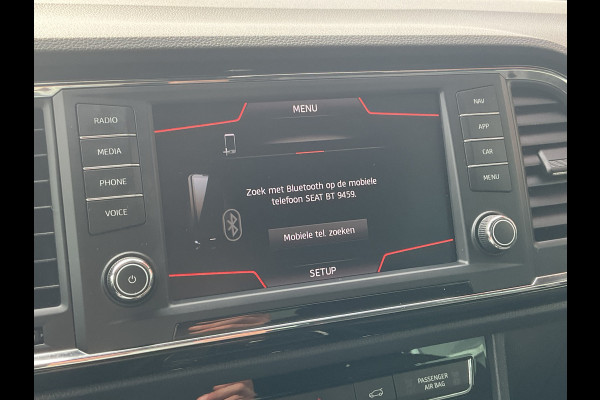 RADIO
MEDIA
PHONE
VOICE
MENU
Zoek met Bluetooth op de mobiele
telefoon SEAT BT 9459.
Mobiele tel. zoeken
SETUP
NAV
APP
CAR
MENU
PASSENGER
AIR BAG